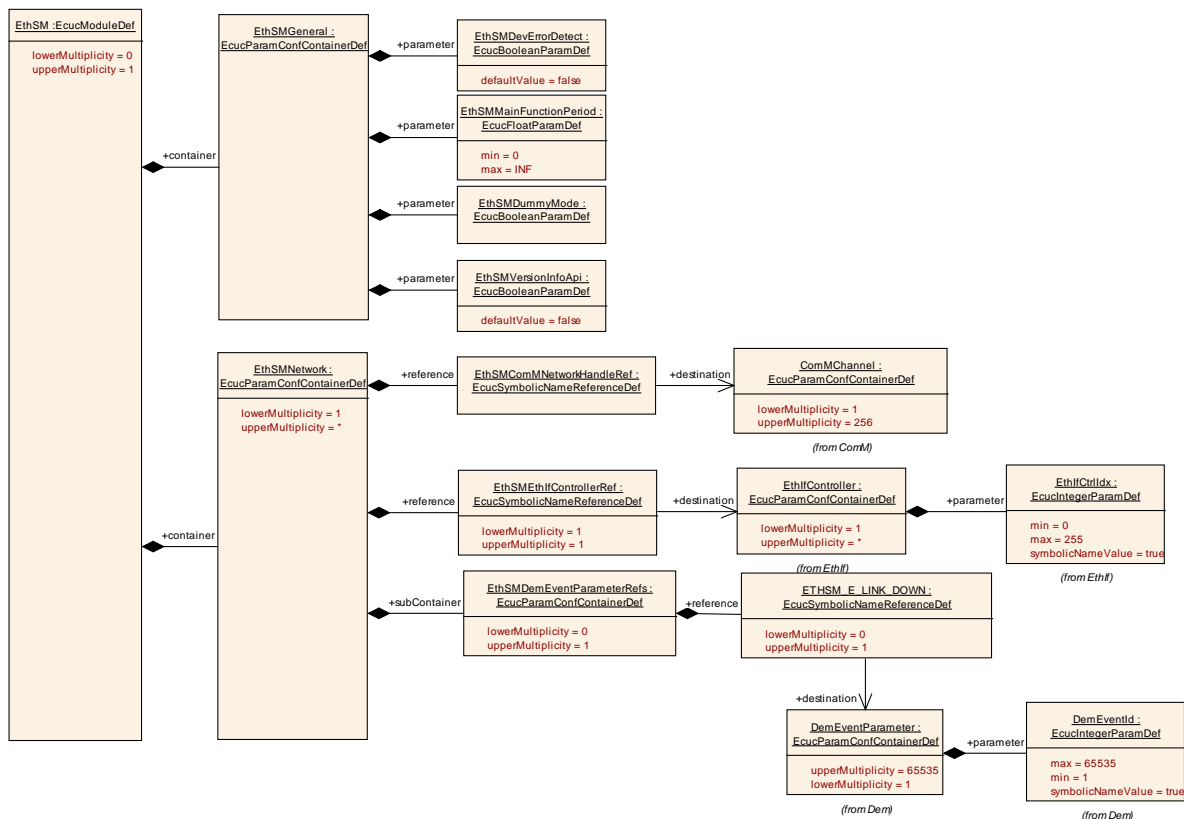 EthSM :EcucModuleDef
lowerMultiplicity = 0
upperMultiplicity = 1
+container
EthSMGeneral :
EcucParamConfContainerDef
+parameter
EthSMDevErrorDetect :
EcucBooleanParamDef
defaultValue = false
+parameter
EthSMMainFunctionPeriod :
EcucFloatParamDef
min = 0
max = INF
+parameter
EthSMDummyMode :
EcucBooleanParamDef
+parameter
EthSMVersionInfoApi :
EcucBooleanParamDef
defaultValue = false
+container
EthSMNetwork :
EcucParamConfContainerDef
lowerMultiplicity = 1
upperMultiplicity = *
+reference
EthSMComMNetworkHandleRef :
EcucSymbolicNameReferenceDef
+destination
ComMChannel :
EcucParamConfContainerDef
lowerMultiplicity = 1
upperMultiplicity = 256
(from ComM)
+reference
EthSMEthIfControllerRef :
EcucSymbolicNameReferenceDef
lowerMultiplicity = 1
upperMultiplicity = 1
+destination
EthIfController :
EcucParamConfContainerDef
lowerMultiplicity = 1
upperMultiplicity = *
(from EthIf)
+parameter
EthIfCtrlIdx :
EcucIntegerParamDef
min = 0
max = 255
symbolicNameValue = true
(from EthIf)
+subContainer
EthSMDemEventParameterRefs :
EcucParamConfContainerDef
lowerMultiplicity = 0
upperMultiplicity = 1
+reference
ETHSM_E_LINK_DOWN :
EcucSymbolicNameReferenceDef
lowerMultiplicity = 0
upperMultiplicity = 1
+destination
DemEventParameter :
EcucParamConfContainerDef
upperMultiplicity = 65535
lowerMultiplicity = 1
(from Dem)
+parameter
DemEventId :
EcucIntegerParamDef
max = 65535
min = 1
symbolicNameValue = true
(from Dem)